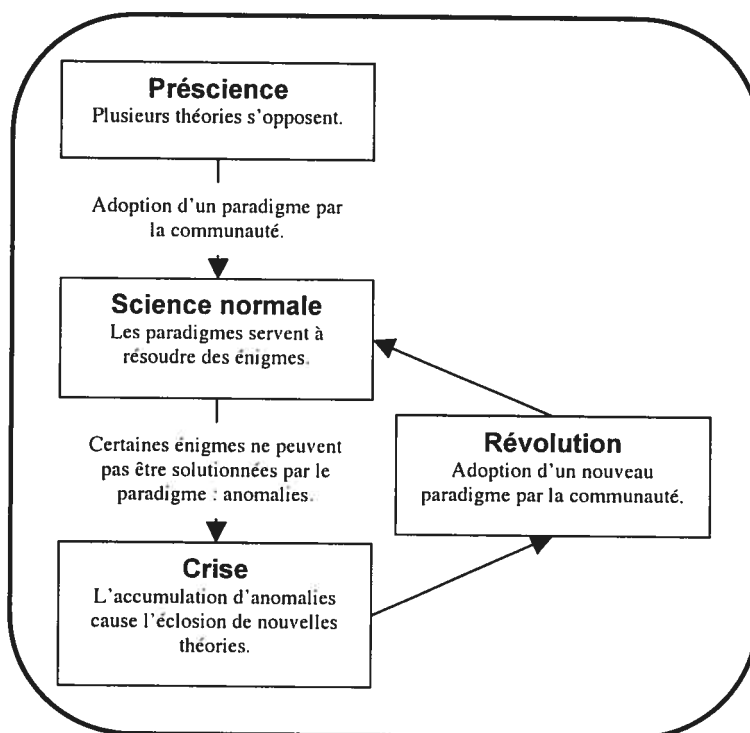 Préscience
Plusieurs théories s'opposent.
Adoption d'un paradigme par
la communauté.
Science normale
Les paradigmes servent à
résoudre des énigmes.
Certaines énigmes ne peuvent
pas être solutionnées par le
paradigme : anomalies.
Crise
L'accumulation d'anomalies
cause l'éclosion de nouvelles
théories.
Révolution
Adoption d'un nouveau
paradigme par la communauté.